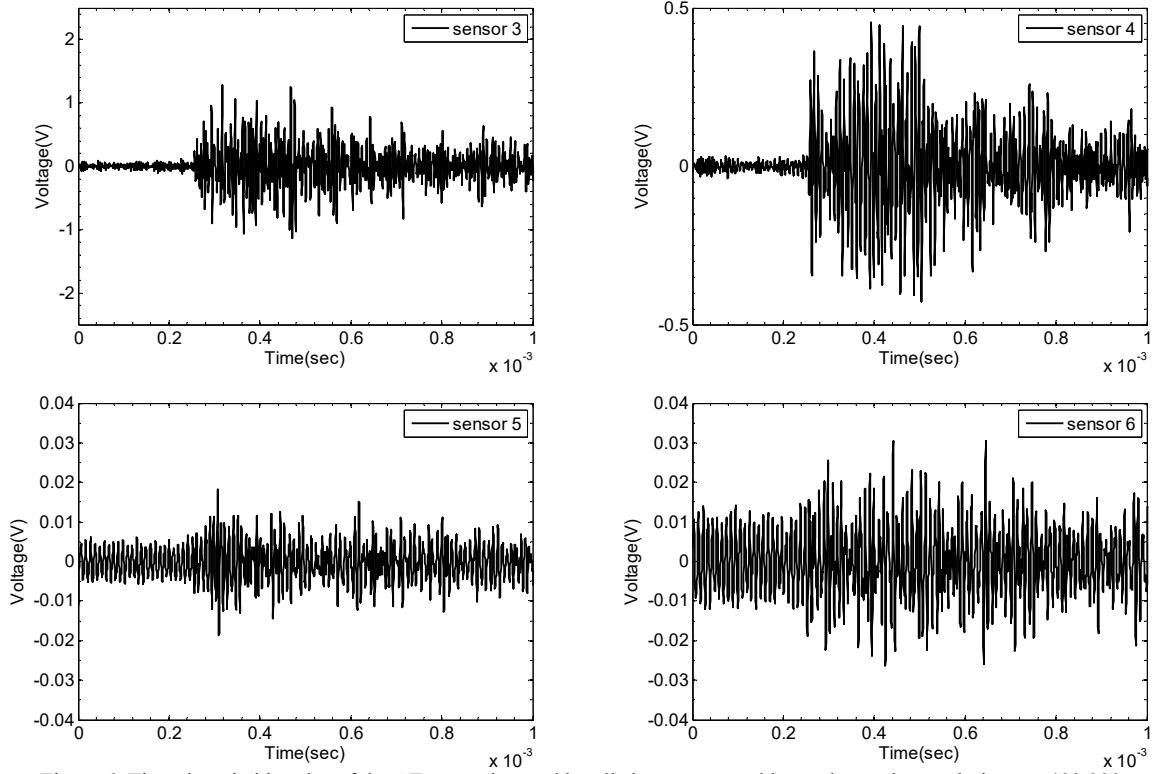 sensor 3
2
1
0
-1
-2
Voltage(V)
0 0.2 0.4 0.6 0.8 1
Time(sec)
x 10-3
sensor 4
0.5
0
-0.5
Voltage(V)
0 0.2 0.4 0.6 0.8 1
Time(sec)
x 10-3
sensor 5
0.04
0.03
0.02
0.01
0
-0.01
-0.02
-0.03
-0.04
Voltage(V)
0 0.2 0.4 0.6 0.8 1
Time(sec)
x 10-3
sensor 6
0.04
0.03
0.02
0.01
0
-0.01
-0.02
-0.03
-0.04
Voltage(V)
0 0.2 0.4 0.6 0.8 1
Time(sec)
x 10-3